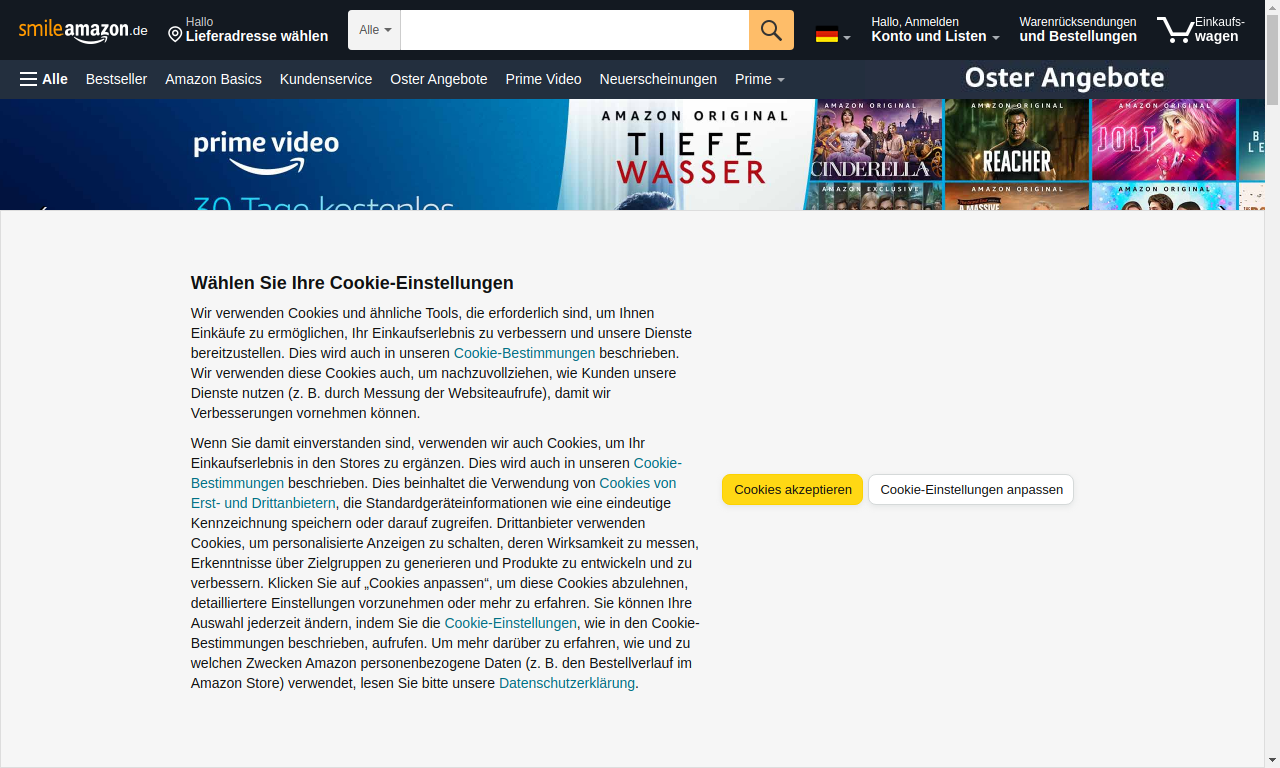 smileamazon.de
Hallo
Lieferadresse wählen
Alle
Hallo, Anmelden
Konto und Listen
Warenrücksendungen
und Bestellungen
Einkaufs-
wagen
Alle
Bestseller
Amazon Basics
Kundenservice
Oster Angebote
Prime Video
Neuerscheinungen
Prime
Oster Angebote
prime video
30 Tage kostenlos
AMAZON ORIGINAL
TIEFE
WASSER
AMAZON ORIGINAL
CINDERELLA
AMAZON ORIGINAL
REACHER
AMAZON ORIGINAL
JOLT
AMAZON EXCLUSIVE
AMAZON ORIGINAL
AMAZON ORIGINAL
Wählen Sie Ihre Cookie-Einstellungen
Wir verwenden Cookies und ähnliche Tools, die erforderlich sind, um Ihnen
Einkäufe zu ermöglichen, Ihr Einkaufserlebnis zu verbessern und unsere Dienste
bereitzustellen. Dies wird auch in unseren Cookie-Bestimmungen beschrieben.
Wir verwenden diese Cookies auch, um nachzuvollziehen, wie Kunden unsere
Dienste nutzen (z. B. durch Messung der Websiteaufrufe), damit wir
Verbesserungen vornehmen können.
Wenn Sie damit einverstanden sind, verwenden wir auch Cookies, um Ihr
Einkaufserlebnis in den Stores zu ergänzen. Dies wird auch in unseren Cookie-
Bestimmungen beschrieben. Dies beinhaltet die Verwendung von Cookies von
Erst- und Drittanbietern, die Standardgeräteinformationen wie eine eindeutige
Kennzeichnung speichern oder darauf zugreifen. Drittanbieter verwenden
Cookies, um personalisierte Anzeigen zu schalten, deren Wirksamkeit zu messen,
Erkenntnisse über Zielgruppen zu generieren und Produkte zu entwickeln und zu
verbessern. Klicken Sie auf „Cookies anpassen“, um diese Cookies abzulehnen,
detailliertere Einstellungen vorzunehmen oder mehr zu erfahren. Sie können Ihre
Auswahl jederzeit ändern, indem Sie die Cookie-Einstellungen, wie in den Cookie-
Bestimmungen beschrieben, aufrufen. Um mehr darüber zu erfahren, wie und zu
welchen Zwecken Amazon personenbezogene Daten (z. B. den Bestellverlauf im
Amazon Store) verwendet, lesen Sie bitte unsere Datenschutzerklärung.
Cookies akzeptieren
Cookie-Einstellungen anpassen